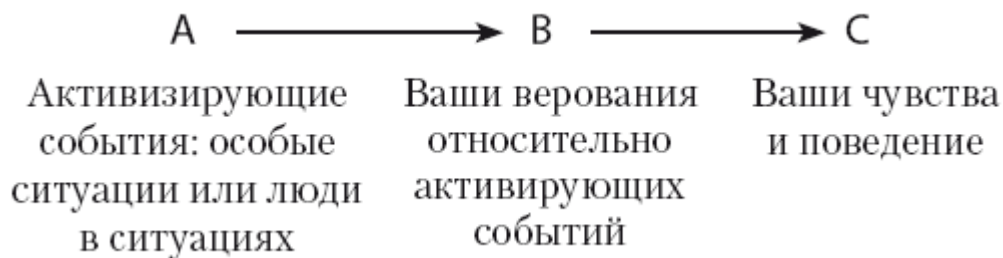 A B C
Активизирующие
события: особые
ситуации или люди
в ситуациях
Ваши верования
относительно
активирующих
событий
Ваши чувства
и поведение